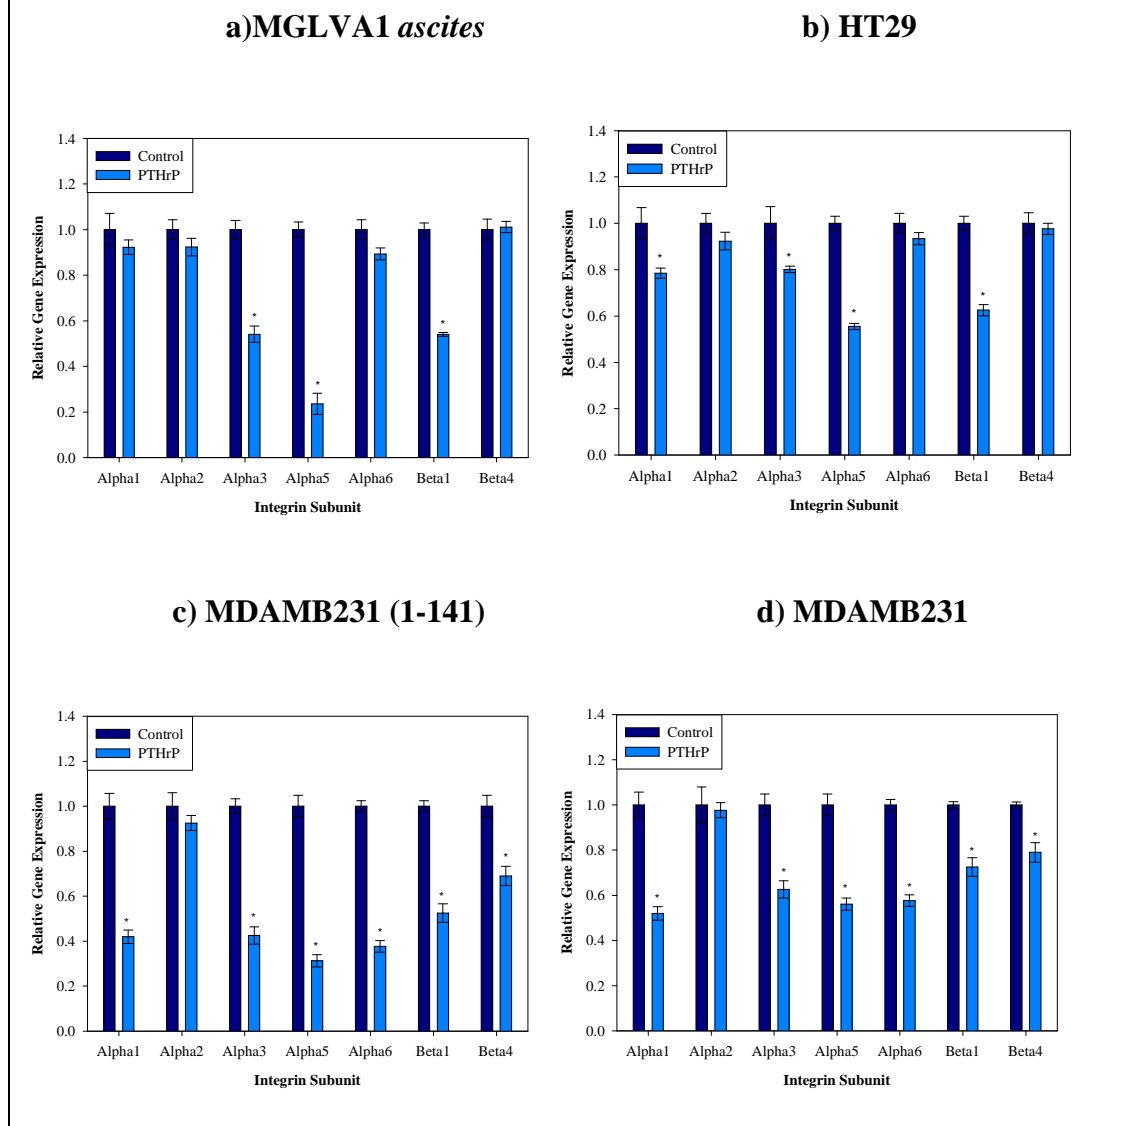 a)MGLVA1 ascites
b) HT29
1.4
1.2
1.0
0.8
0.6
0.4
0.2
0.0
Relative Gene Expression
Control
PTHrP
*
*
*
Alpha1 Alpha2 Alpha3 Alpha5 Alpha6 Beta1 Beta4
Integrin Subunit
1.4
1.2
1.0
0.8
0.6
0.4
0.2
0.0
Relative Gene Expression
Control
PTHrP
*
*
*
*
Alpha1 Alpha2 Alpha3 Alpha5 Alpha6 Beta1 Beta4
Integrin Subunit
c) MDAMB231 (1-141)
d) MDAMB231
1.4
1.2
1.0
0.8
0.6
0.4
0.2
0.0
Relative Gene Expression
Control
PTHrP
*
*
*
*
*
*
Alpha1 Alpha2 Alpha3 Alpha5 Alpha6 Beta1 Beta4
Integrin Subunit
1.4
1.2
1.0
0.8
0.6
0.4
0.2
0.0
Relative Gene Expression
Control
PTHrP
*
*
*
*
*
*
Alpha1 Alpha2 Alpha3 Alpha5 Alpha6 Beta1 Beta4
Integrin Subunit